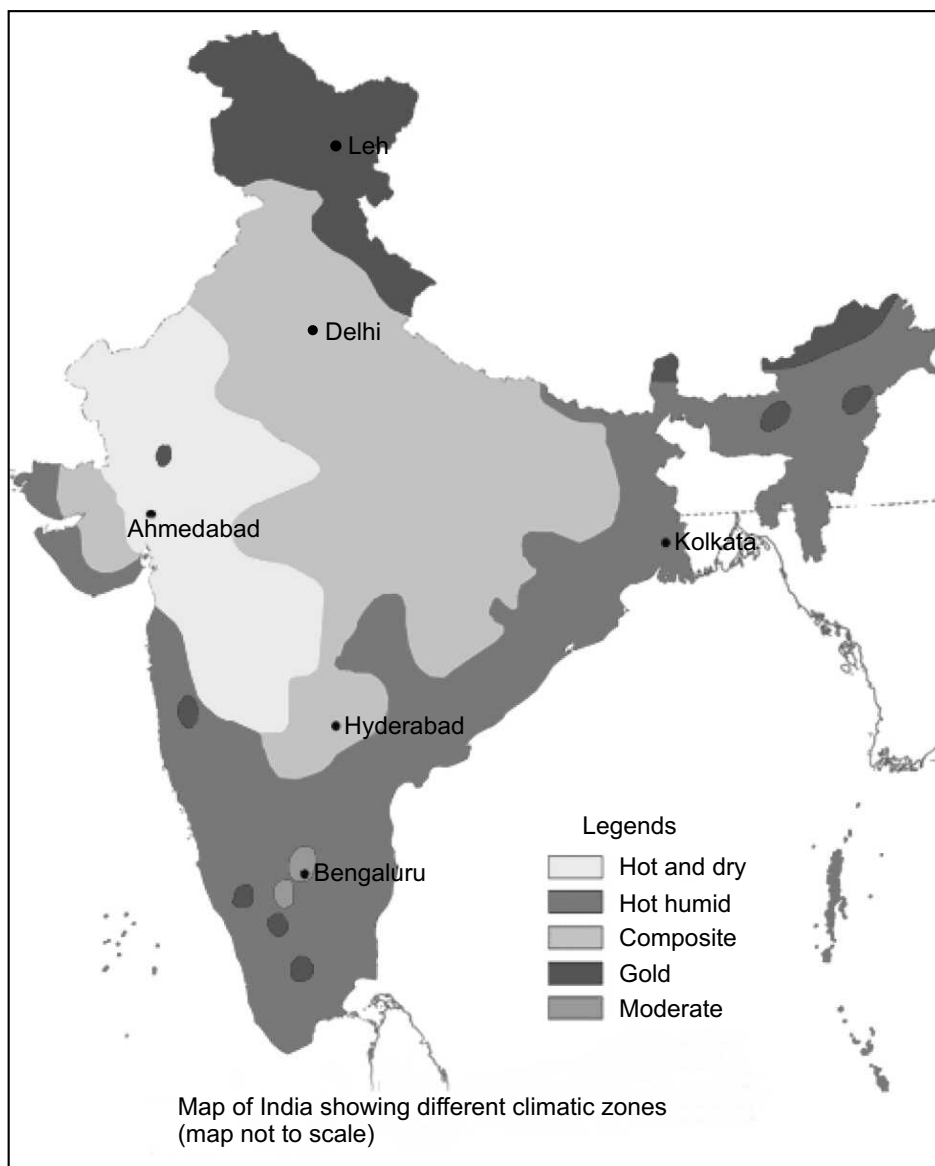 Leh
Delhi
Ahmedabad
Kolkata
Hyderabad
Bengaluru
Legends
Hot and dry
Hot humid
Composite
Gold
Moderate
Map of India showing different climatic zones
(map not to scale)